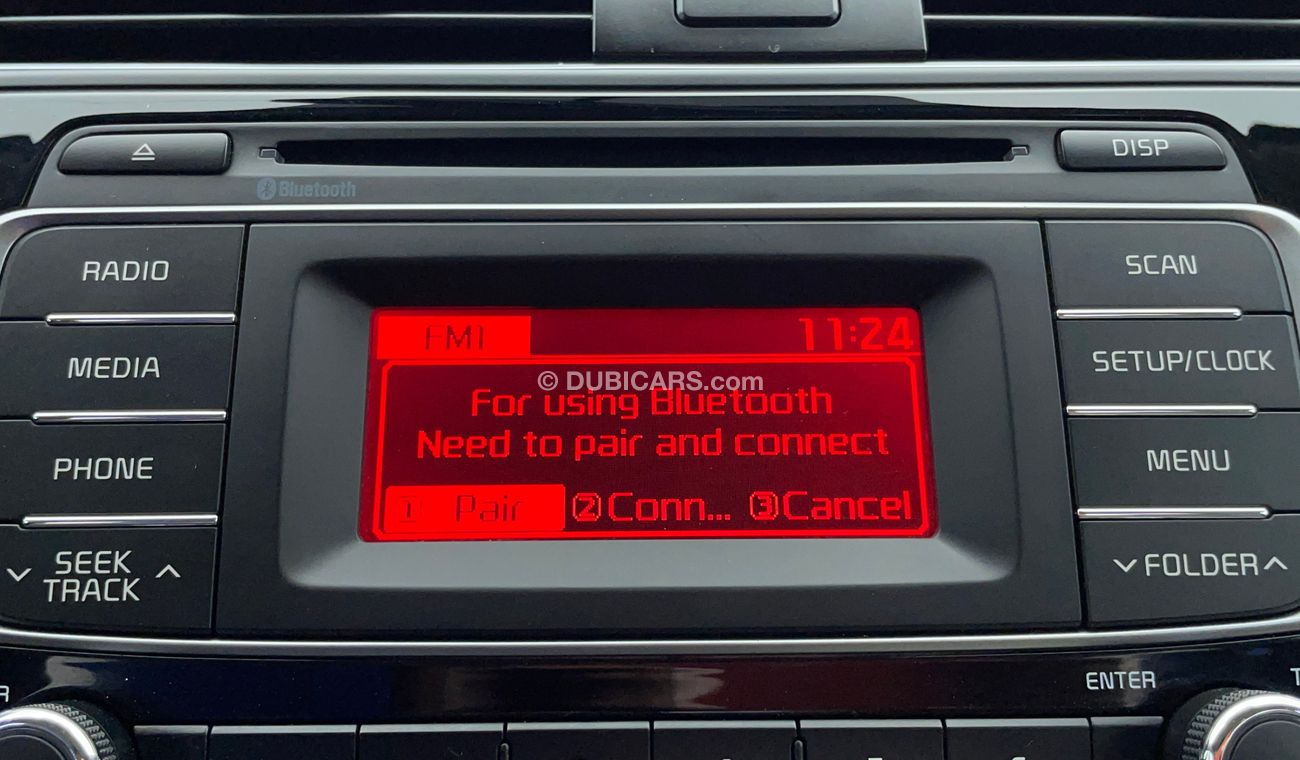 DISP
Bluetooth
RADIO
SCAN
FM1 11:24
MEDIA
SETUP/CLOCK
© DUBICARS.com
For using Bluetooth
Need to pair and connect
PHONE
MENU
1 Pair 2 Conn... 3 Cancel
SEEK
TRACK
FOLDER
ENTER